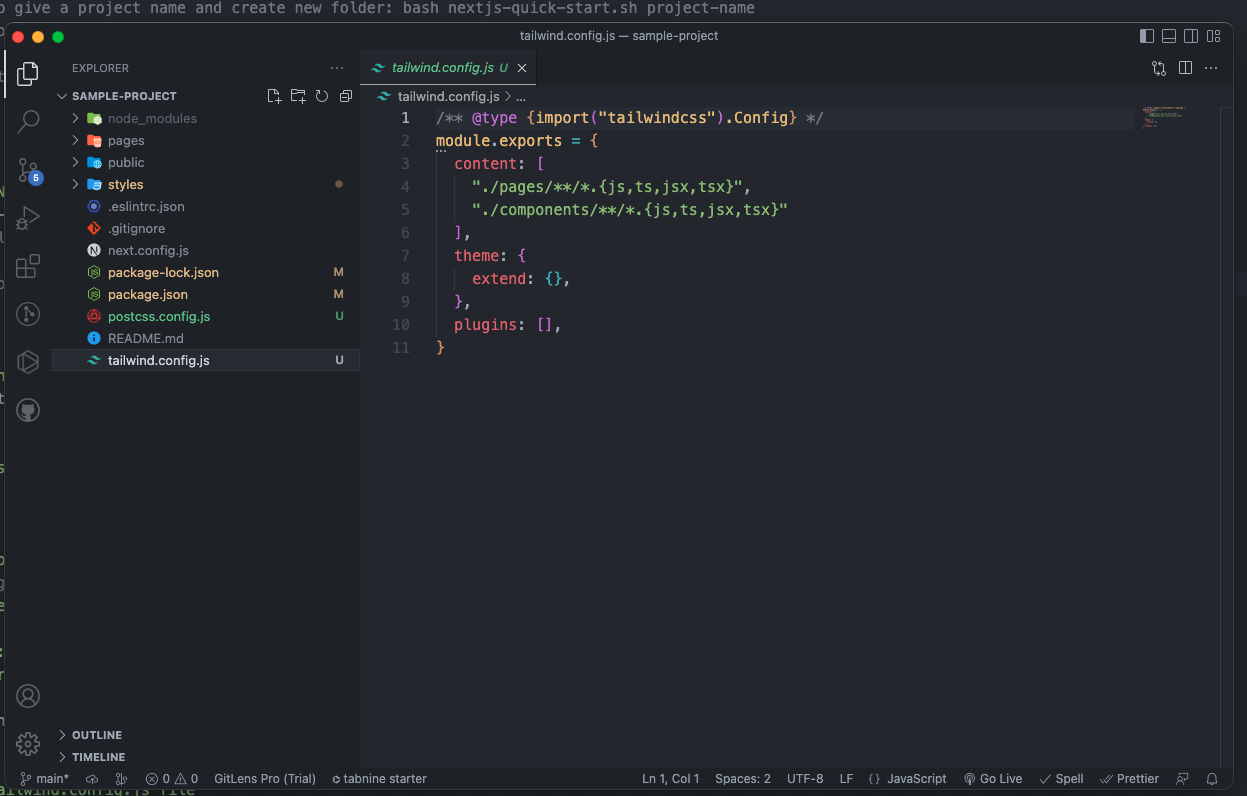 give a project name and create new folder: bash nextjs-quick-start.sh project-name
tailwind.config.js — sample-project
EXPLORER
SAMPLE-PROJECT
node_modules
pages
public
styles
.eslintrc.json
.gitignore
next.config.js
package-lock.json M
package.json M
postcss.config.js U
README.md
tailwind.config.js U
5
OUTLINE
TIMELINE
tailwind.config.js U
tailwind.config.js > ...
1 /** @type {import("tailwindcss").Config} */
2 module.exports = {
3 content: [
4 "./pages/**/*.{js,ts,jsx,tsx}",
5 "./components/**/*.{js,ts,jsx,tsx}"
6 ],
7 theme: {
8 extend: {},
9 },
10 plugins: [],
11 }
main* 0 0 GitLens Pro (Trial) tabnine starter Ln 1, Col 1 Spaces: 2 UTF-8 LF {} JavaScript Go Live Spell Prettier